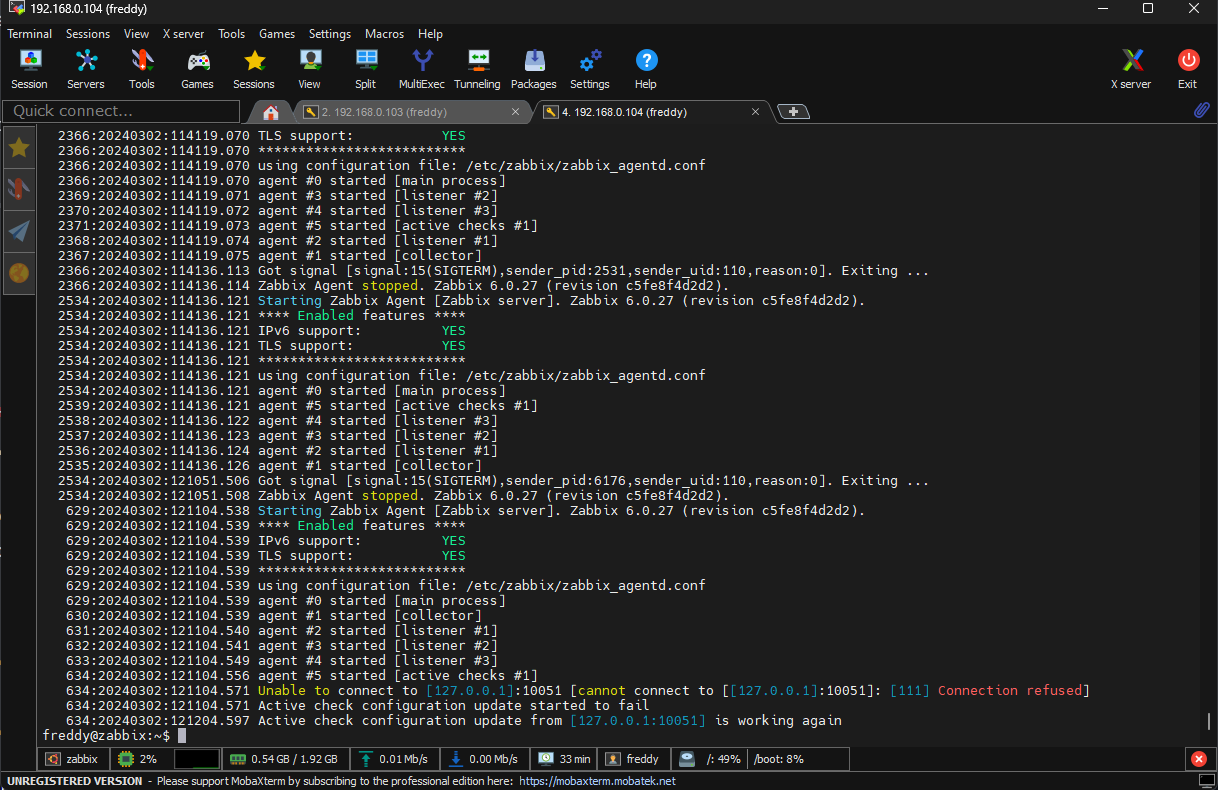 192.168.0.104 (freddy)
Terminal Sessions View X server Tools Games Settings Macros Help
Session Servers Tools Games Sessions View Split MultiExec Tunneling Packages Settings Help X server Exit
Quick connect... 2. 192.168.0.103 (freddy) 4. 192.168.0.104 (freddy)
2366:20240302:114119.070 TLS support: YES
2366:20240302:114119.070 **************************
2366:20240302:114119.070 using configuration file: /etc/zabbix/zabbix_agentd.conf
2366:20240302:114119.070 agent #0 started [main process]
2369:20240302:114119.071 agent #3 started [listener #2]
2370:20240302:114119.072 agent #4 started [listener #3]
2371:20240302:114119.073 agent #5 started [active checks #1]
2368:20240302:114119.074 agent #2 started [listener #1]
2367:20240302:114119.075 agent #1 started [collector]
2366:20240302:114136.113 Got signal [signal:15(SIGTERM),sender_pid:2531,sender_uid:110,reason:0]. Exiting ...
2366:20240302:114136.114 Zabbix Agent stopped. Zabbix 6.0.27 (revision c5fe8f4d2d2).
2534:20240302:114136.121 Starting Zabbix Agent [Zabbix server]. Zabbix 6.0.27 (revision c5fe8f4d2d2).
2534:20240302:114136.121 **** Enabled features ****
2534:20240302:114136.121 IPv6 support: YES
2534:20240302:114136.121 TLS support: YES
2534:20240302:114136.121 **************************
2534:20240302:114136.121 using configuration file: /etc/zabbix/zabbix_agentd.conf
2534:20240302:114136.121 agent #0 started [main process]
2539:20240302:114136.121 agent #5 started [active checks #1]
2538:20240302:114136.122 agent #4 started [listener #3]
2537:20240302:114136.123 agent #3 started [listener #2]
2536:20240302:114136.124 agent #2 started [listener #1]
2535:20240302:114136.126 agent #1 started [collector]
2534:20240302:121051.506 Got signal [signal:15(SIGTERM),sender_pid:6176,sender_uid:110,reason:0]. Exiting ...
2534:20240302:121051.508 Zabbix Agent stopped. Zabbix 6.0.27 (revision c5fe8f4d2d2).
629:20240302:121104.538 Starting Zabbix Agent [Zabbix server]. Zabbix 6.0.27 (revision c5fe8f4d2d2).
629:20240302:121104.539 **** Enabled features ****
629:20240302:121104.539 IPv6 support: YES
629:20240302:121104.539 TLS support: YES
629:20240302:121104.539 **************************
629:20240302:121104.539 using configuration file: /etc/zabbix/zabbix_agentd.conf
629:20240302:121104.539 agent #0 started [main process]
630:20240302:121104.539 agent #1 started [collector]
631:20240302:121104.540 agent #2 started [listener #1]
632:20240302:121104.541 agent #3 started [listener #2]
633:20240302:121104.549 agent #4 started [listener #3]
634:20240302:121104.556 agent #5 started [active checks #1]
634:20240302:121104.571 Unable to connect to [127.0.0.1]:10051 [cannot connect to [[127.0.0.1]:10051]: [111] Connection refused]
634:20240302:121104.571 Active check configuration update started to fail
634:20240302:121204.597 Active check configuration update from [127.0.0.1:10051] is working again
freddy@zabbix:~$
zabbix 2% 0.54 GB / 1.92 GB 0.01 Mb/s 0.00 Mb/s 33 min freddy /: 49% /boot: 8%
UNREGISTERED VERSION - Please support MobaXterm by subscribing to the professional edition here: https://mobaxterm.mobatek.net